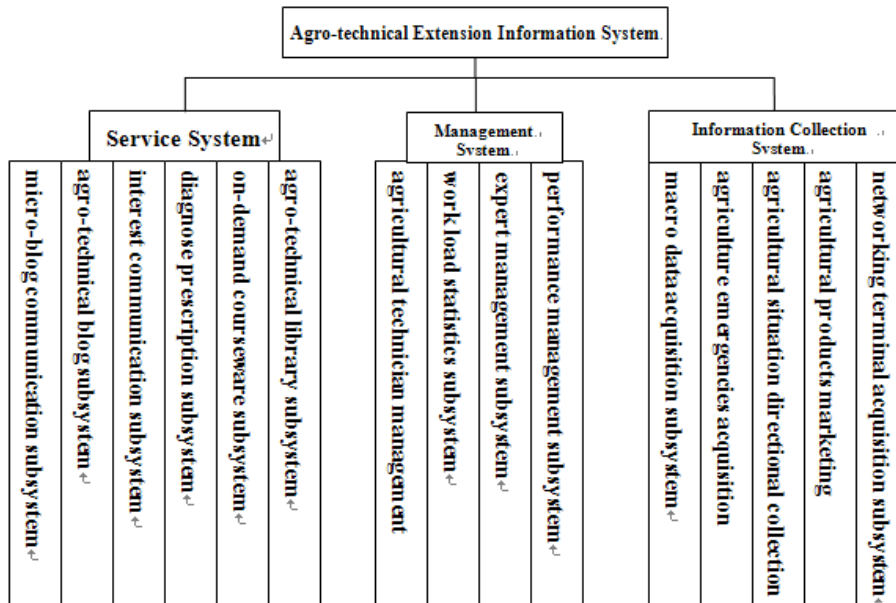 Agro-technical Extension Information System
Service System
Management
System
Information Collection
System
micro-blog communication subsystem
agro-technical blog subsystem
interest communication subsystem
diagnose prescription subsystem
on-demand courseware subsystem
agro-technical library subsystem
agricultural technician management
work load statistics subsystem
expert management subsystem
performance management subsystem
macro data acquisition subsystem
agriculture emergencies acquisition
agricultural situation directional collection
agricultural products marketing
networking terminal acquisition subsystem